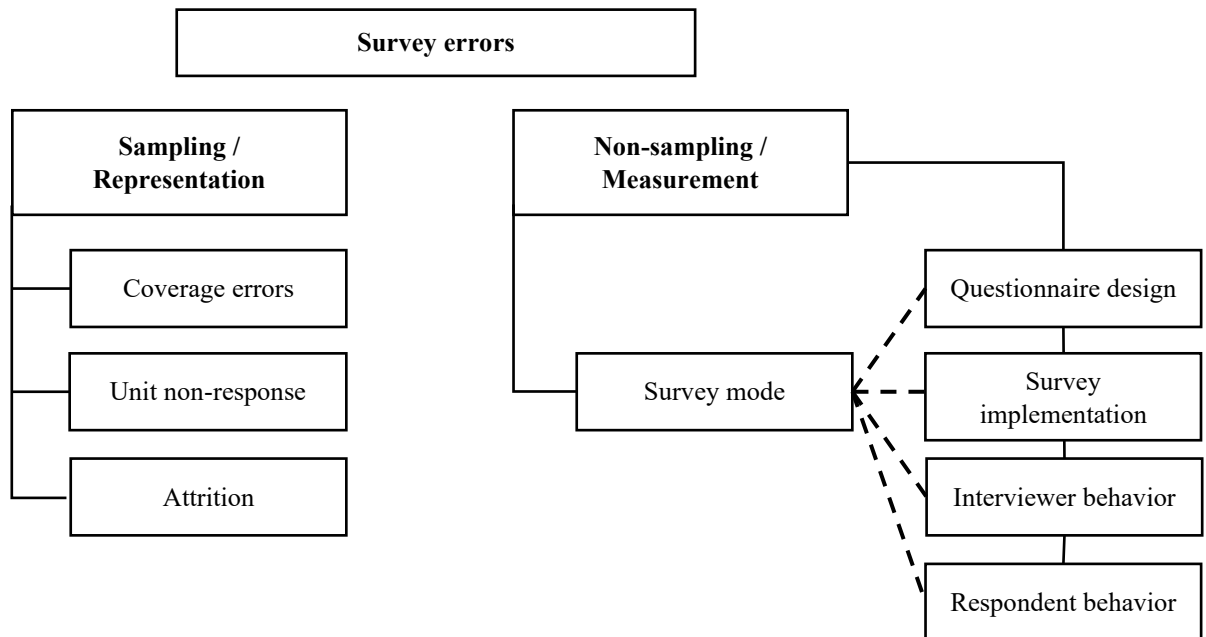 Survey errors
Sampling /
Representation
Non-sampling /
Measurement
Coverage errors
Questionnaire design
Unit non-response
Survey mode
Survey
implementation
Attrition
Interviewer behavior
Respondent behavior